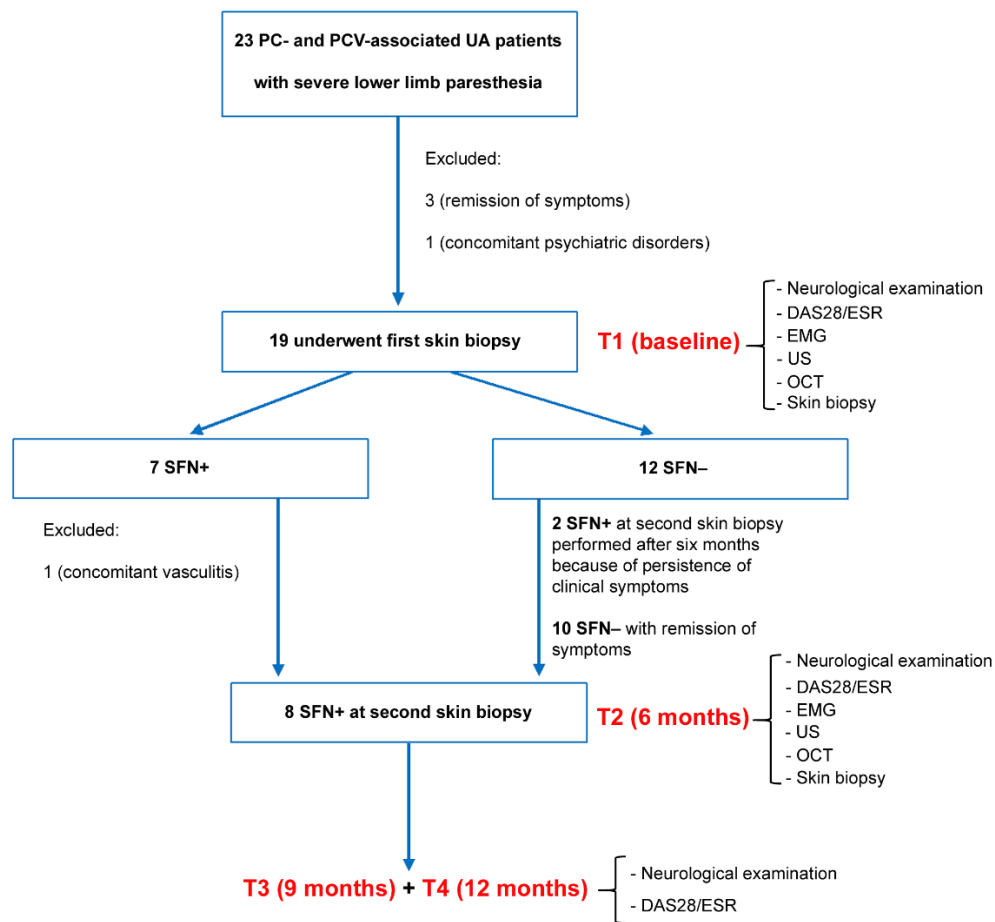 23 PC- and PCV-associated UA patients
with severe lower limb paresthesia
Excluded:
3 (remission of symptoms)
1 (concomitant psychiatric disorders)
19 underwent first skin biopsy
T1 (baseline)
- Neurological examination
- DAS28/ESR
- EMG
- US
- OCT
- Skin biopsy
7 SFN+
12 SFN–
Excluded:
1 (concomitant vasculitis)
2 SFN+ at second skin biopsy
performed after six months
because of persistence of
clinical symptoms
10 SFN– with remission of
symptoms
8 SFN+ at second skin biopsy
T2 (6 months)
- Neurological examination
- DAS28/ESR
- EMG
- US
- OCT
- Skin biopsy
T3 (9 months) + T4 (12 months)
- Neurological examination
- DAS28/ESR